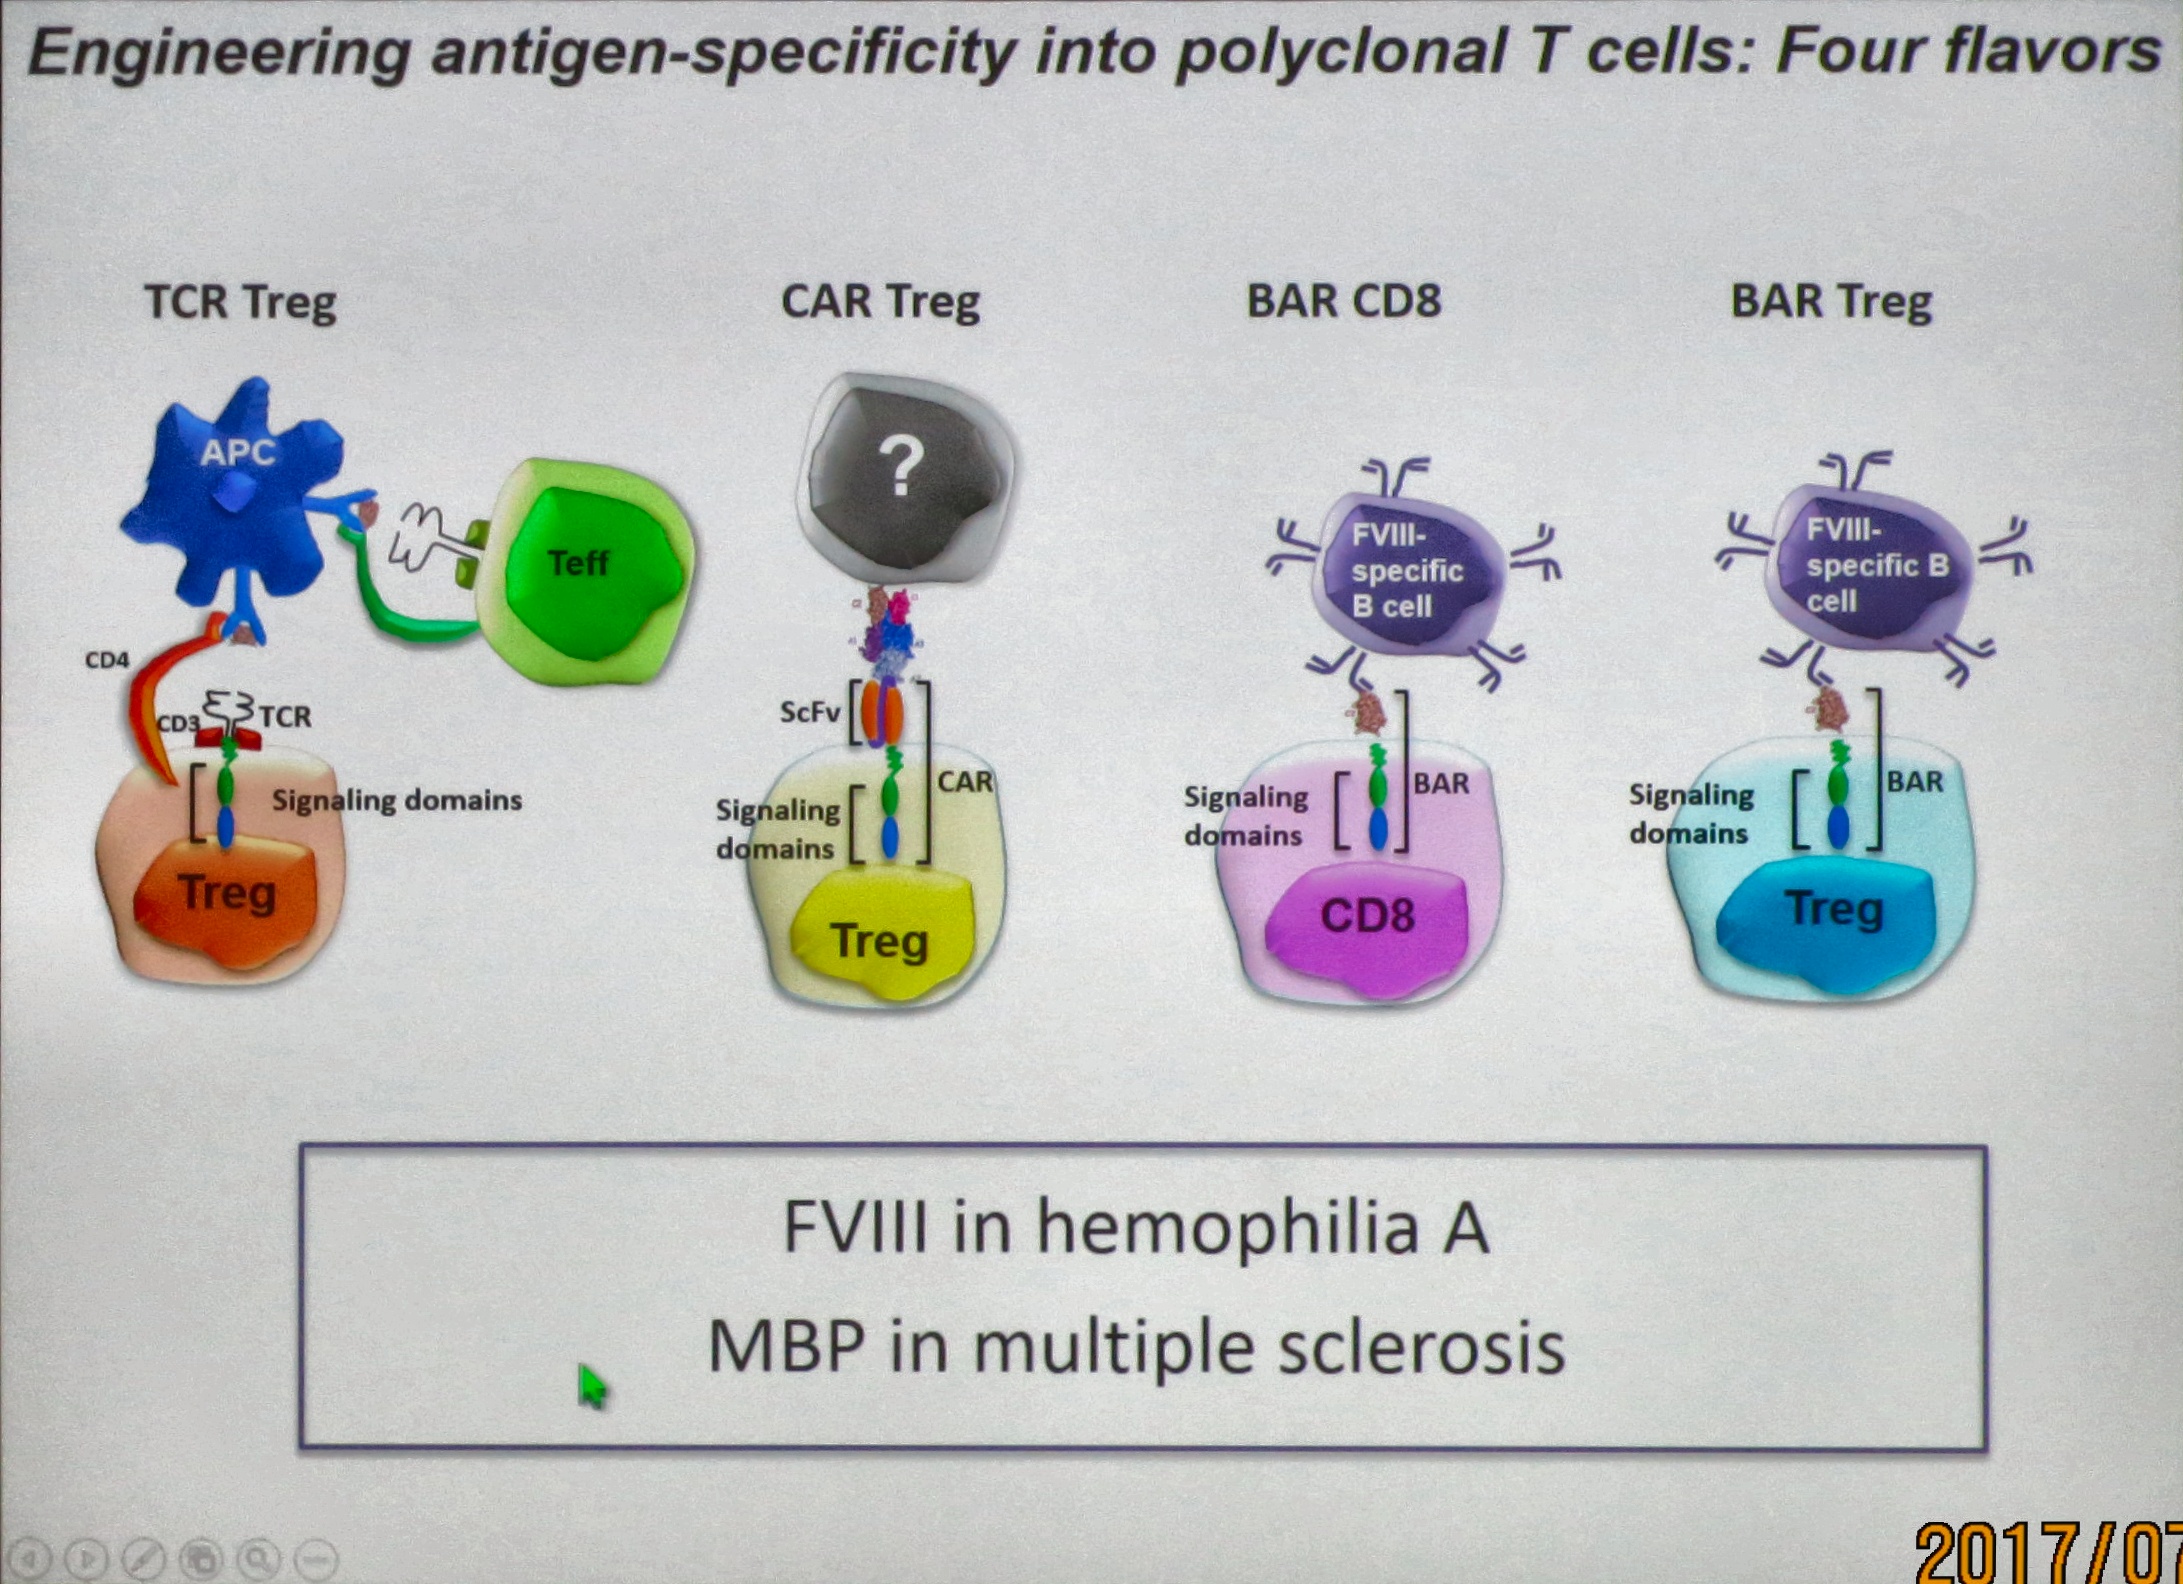 Engineering antigen-specificity into polyclonal T cells: Four flavors
TCR Treg
CAR Treg
BAR CD8
BAR Treg
APC
Teff
CD4
CD3
TCR
Signaling domains
Treg
?
ScFv
CAR
Signaling
domains
Treg
FVIII-
specific
B cell
BAR
Signaling
domains
CD8
FVIII-
specific B
cell
BAR
Signaling
domains
Treg
FVIII in hemophilia A
MBP in multiple sclerosis
2017/07